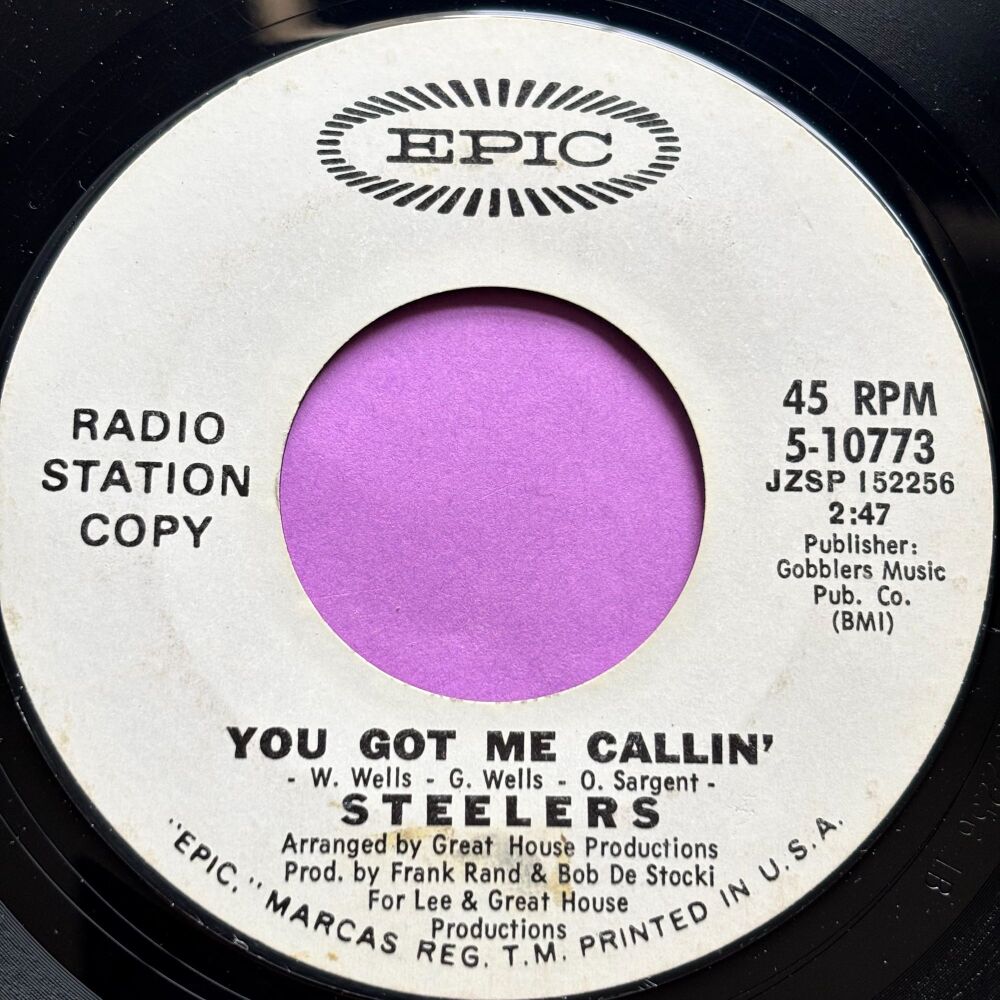 EPIC
RADIO
STATION
COPY
45 RPM
5-10773
JZSP 152256
2:47
Publisher:
Gobblers Music
Pub. Co.
(BMI)
YOU GOT ME CALLIN'
- W. Wells - G. Wells - O. Sargent -
STEELERS
Arranged by Great House Productions
Prod. by Frank Rand & Bob De Stocki
For Lee & Great House
Productions
"EPIC," MARCAS REG. T.M. PRINTED IN U.S.A.